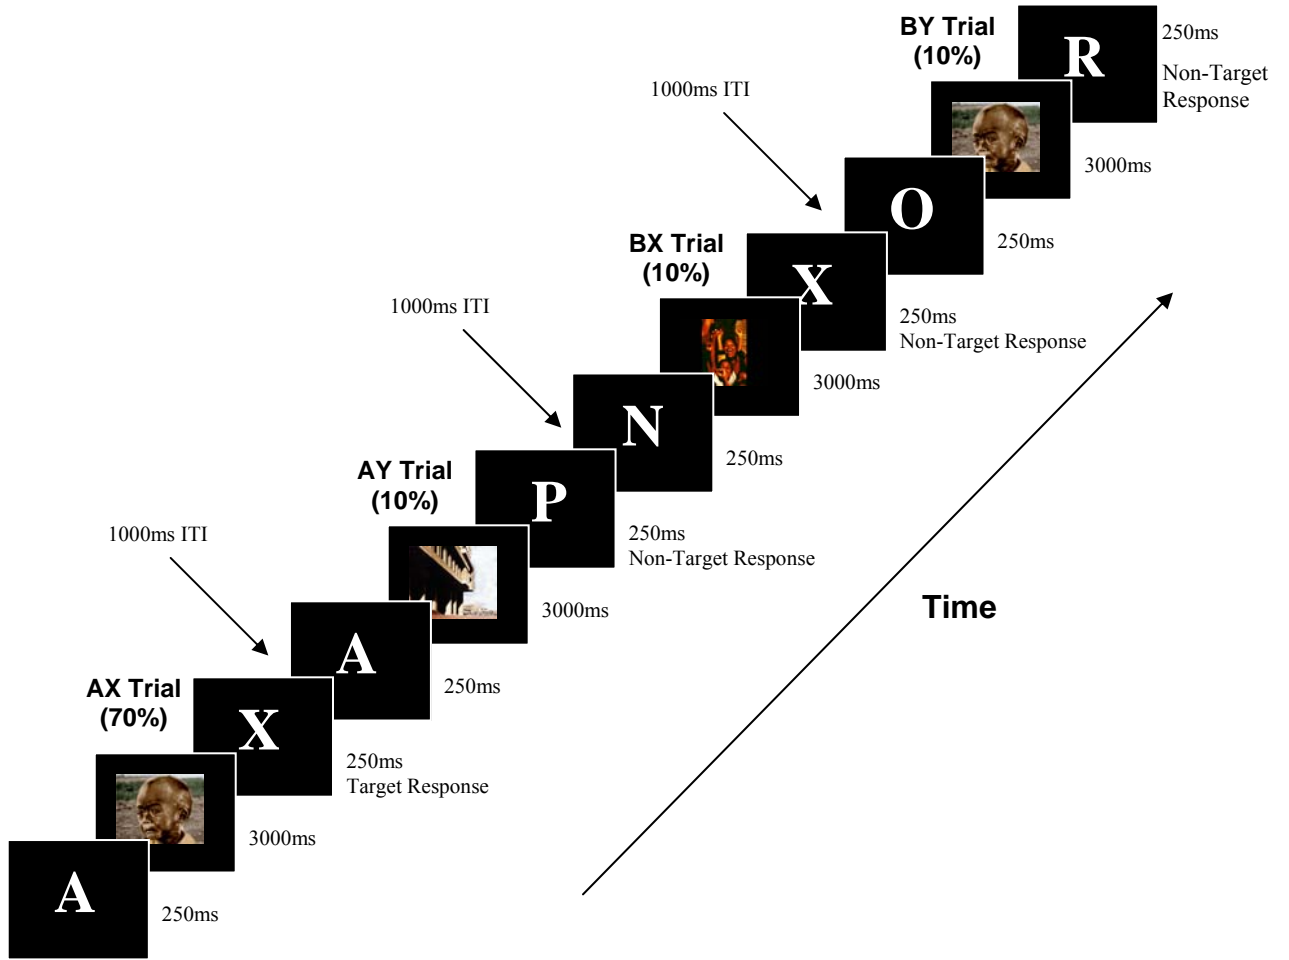 BY Trial
(10%)
R
250ms
Non-Target
Response
1000ms ITI
3000ms
O
250ms
BX Trial
(10%)
X
250ms
Non-Target Response
1000ms ITI
3000ms
N
250ms
AY Trial
(10%)
P
250ms
Non-Target Response
1000ms ITI
3000ms
Time
A
250ms
AX Trial
(70%)
X
250ms
Target Response
3000ms
A
250ms